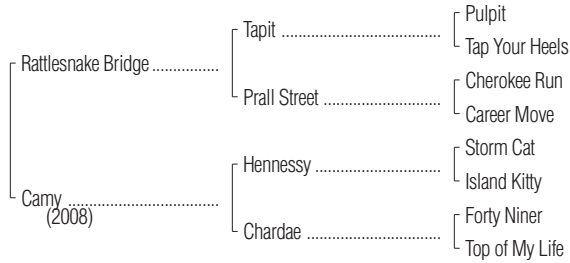 Pulpit
Tapit ........................................
Tap Your Heels
Rattlesnake Bridge ................
Cherokee Run
Prall Street ..............................
Career Move
Storm Cat
Hennessy ................................
Island Kitty
Camy ......................................
(2008)
Forty Niner
Chardae ..................................
Top of My Life